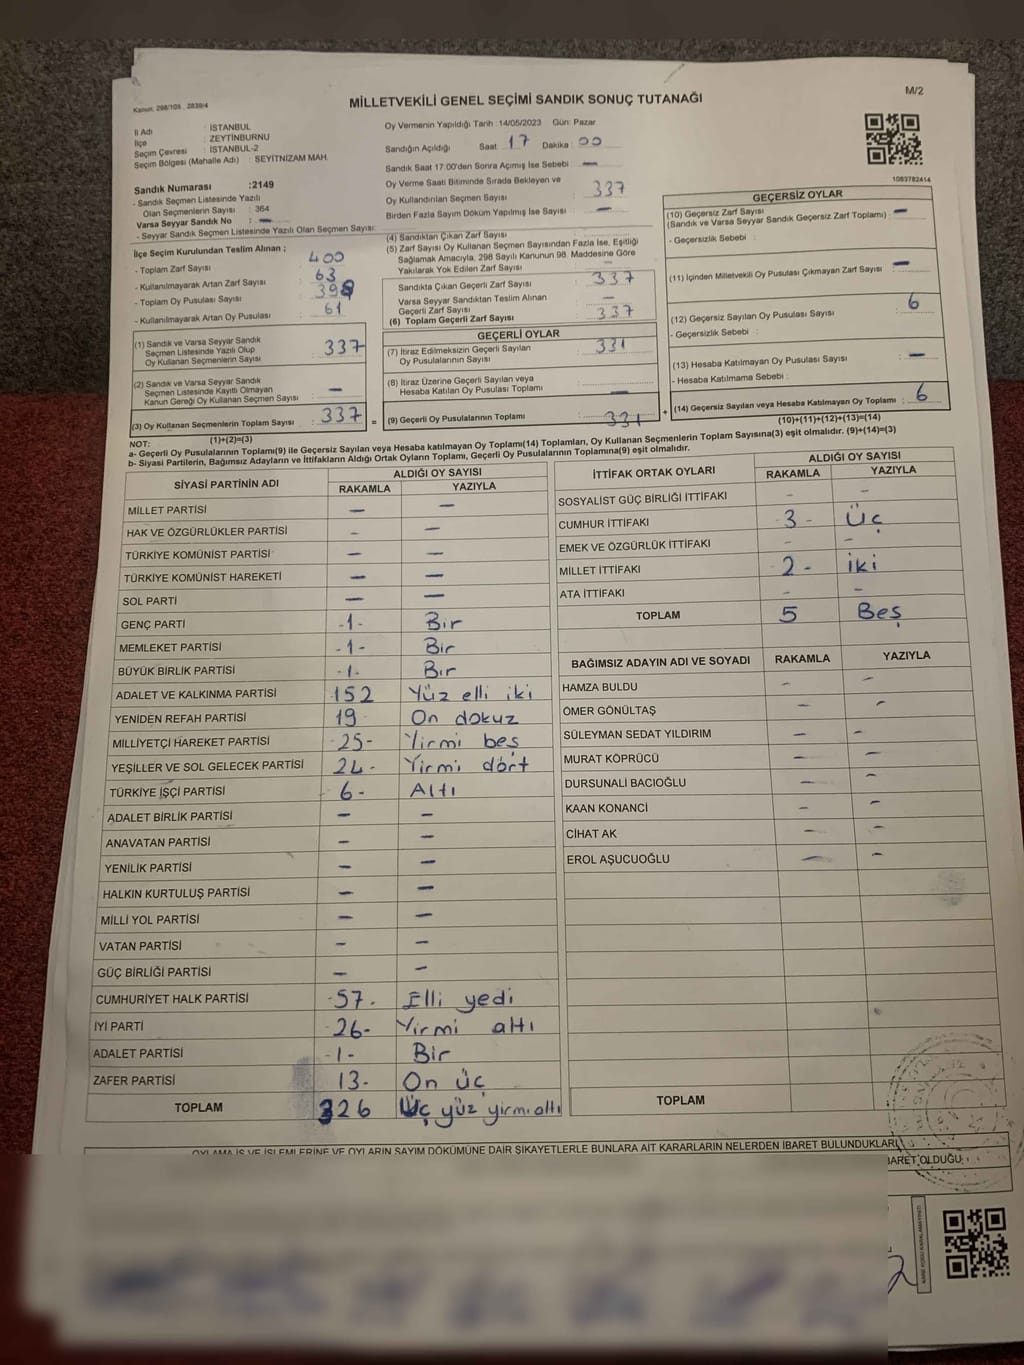 Kanun: 298/105 , 2839/4
MİLLETVEKİLİ GENEL SEÇİMİ SANDIK SONUÇ TUTANAĞI
M/2
İl Adı : İSTANBUL
İlçe : ZEYTİNBURNU
Seçim Çevresi : İSTANBUL-2
Seçim Bölgesi (Mahalle Adı) : SEYİTNİZAM MAH.
Sandık Numarası :2149
- Sandık Seçmen Listesinde Yazılı
Olan Seçmenlerin Sayısı : 364
Varsa Seyyar Sandık No : —
- Seyyar Sandık Seçmen Listesinde Yazılı Olan Seçmen Sayısı:
Oy Vermenin Yapıldığı Tarih :14/05/2023 Gün: Pazar
Sandığın Açıldığı Saat 17 Dakika : 00
Sandık Saat 17:00'den Sonra Açımış İse Sebebi : —
Oy Verme Saati Bitiminde Sırada Bekleyen ve
Oy Kullandırılan Seçmen Sayısı : 337
Birden Fazla Sayım Döküm Yapılmış İse Sayısı : —
1083782414
İlçe Seçim Kurulundan Teslim Alınan ;
- Toplam Zarf Sayısı : 400
- Kullanılmayarak Artan Zarf Sayısı : 63
- Toplam Oy Pusulası Sayısı : 398
- Kullanılmayarak Artan Oy Pusulası : 61
(1) Sandık ve Varsa Seyyar Sandık
Seçmen Listesinde Yazılı Olup
Oy Kullanan Seçmenlerin Sayısı : 337
(2) Sandık ve Varsa Seyyar Sandık
Seçmen Listesinde Kayıtlı Olmayan
Kanun Gereği Oy Kullanan Seçmen Sayısı : —
(3) Oy Kullanan Seçmenlerin Toplam Sayısı : 337 =
(1)+(2)=(3)
(4) Sandıktan Çıkan Zarf Sayısı :
(5) Zarf Sayısı Oy Kullanan Seçmen Sayısından Fazla İse, Eşitliği
Sağlamak Amacıyla, 298 Sayılı Kanunun 98. Maddesine Göre
Yakılarak Yok Edilen Zarf Sayısı : —
Sandıkta Çıkan Geçerli Zarf Sayısı : 337
Varsa Seyyar Sandıktan Teslim Alınan
Geçerli Zarf Sayısı : —
(6) Toplam Geçerli Zarf Sayısı : 337
GEÇERLİ OYLAR
(7) İtiraz Edilmeksizin Geçerli Sayılan
Oy Pusulalarının Sayısı : 331
(8) İtiraz Üzerine Geçerli Sayılan veya
Hesaba Katılan Oy Pusulası Toplamı : —
(9) Geçerli Oy Pusulalarının Toplamı : 331 +
GEÇERSİZ OYLAR
(10) Geçersiz Zarf Sayısı : —
(Sandık ve Varsa Seyyar Sandık Geçersiz Zarf Toplamı)
- Geçersizlik Sebebi :
(11) İçinden Milletvekili Oy Pusulası Çıkmayan Zarf Sayısı : —
(12) Geçersiz Sayılan Oy Pusulası Sayısı : 6
- Geçersizlik Sebebi :
(13) Hesaba Katılmayan Oy Pusulası Sayısı : —
- Hesaba Katılmama Sebebi :
(14) Geçersiz Sayılan veya Hesaba Katılmayan Oy Toplamı : 6
(10)+(11)+(12)+(13)=(14)
NOT:
a- Geçerli Oy Pusulalarının Toplamı(9) ile Geçersiz Sayılan veya Hesaba katılmayan Oy Toplamı(14) Toplamları, Oy Kullanan Seçmenlerin Toplam Sayısına(3) eşit olmalıdır. (9)+(14)=(3)
b- Siyasi Partilerin, Bağımsız Adayların ve İttifakların Aldığı Ortak Oyların Toplamı, Geçerli Oy Pusulalarının Toplamına(9) eşit olmalıdır.
SİYASİ PARTİNİN ADI ALDIĞI OY SAYISI
RAKAMLA YAZIYLA
MİLLET PARTİSİ — —
HAK VE ÖZGÜRLÜKLER PARTİSİ - —
TÜRKİYE KOMÜNİST PARTİSİ — —
TÜRKİYE KOMÜNİST HAREKETİ — —
SOL PARTİ — —
GENÇ PARTİ -1- Bir
MEMLEKET PARTİSİ -1- Bir
BÜYÜK BİRLİK PARTİSİ -1- Bir
ADALET VE KALKINMA PARTİSİ 152 Yüz elli iki
YENİDEN REFAH PARTİSİ 19 On dokuz
MİLLİYETÇİ HAREKET PARTİSİ -25- Yirmi beş
YEŞİLLER VE SOL GELECEK PARTİSİ 24- Yirmi dört
TÜRKİYE İŞÇİ PARTİSİ 6- Altı
ADALET BİRLİK PARTİSİ — —
ANAVATAN PARTİSİ — —
YENİLİK PARTİSİ — —
HALKIN KURTULUŞ PARTİSİ — —
MİLLİ YOL PARTİSİ — —
VATAN PARTİSİ — —
GÜÇ BİRLİĞİ PARTİSİ — —
CUMHURİYET HALK PARTİSİ -57- Elli yedi
İYİ PARTİ -26- Yirmi altı
ADALET PARTİSİ -1- Bir
ZAFER PARTİSİ 13- On üç
TOPLAM 326 Üç yüz yirmi altı
İTTİFAK ORTAK OYLARI ALDIĞI OY SAYISI
RAKAMLA YAZIYLA
SOSYALİST GÜÇ BİRLİĞİ İTTİFAKI - -
CUMHUR İTTİFAKI -3- Üç
EMEK VE ÖZGÜRLÜK İTTİFAKI - -
MİLLET İTTİFAKI 2- iki
ATA İTTİFAKI - -
TOPLAM 5 Beş
BAĞIMSIZ ADAYIN ADI VE SOYADI RAKAMLA YAZIYLA
HAMZA BULDU - -
ÖMER GÖNÜLTAŞ - -
SÜLEYMAN SEDAT YILDIRIM - -
MURAT KÖPRÜCÜ - -
DURSUNALİ BACIOĞLU - -
KAAN KONANCİ - -
CİHAT AK - -
EROL AŞUCUOĞLU - -
TOPLAM
OYLAMA İŞ VE İŞLEMLERİNE VE OYLARIN SAYIM DÖKÜMÜNE DAİR ŞİKAYETLERLE BUNLARA AİT KARARLARIN NELERDEN İBARET BULUNDUKLARI
BARET OLDUĞU